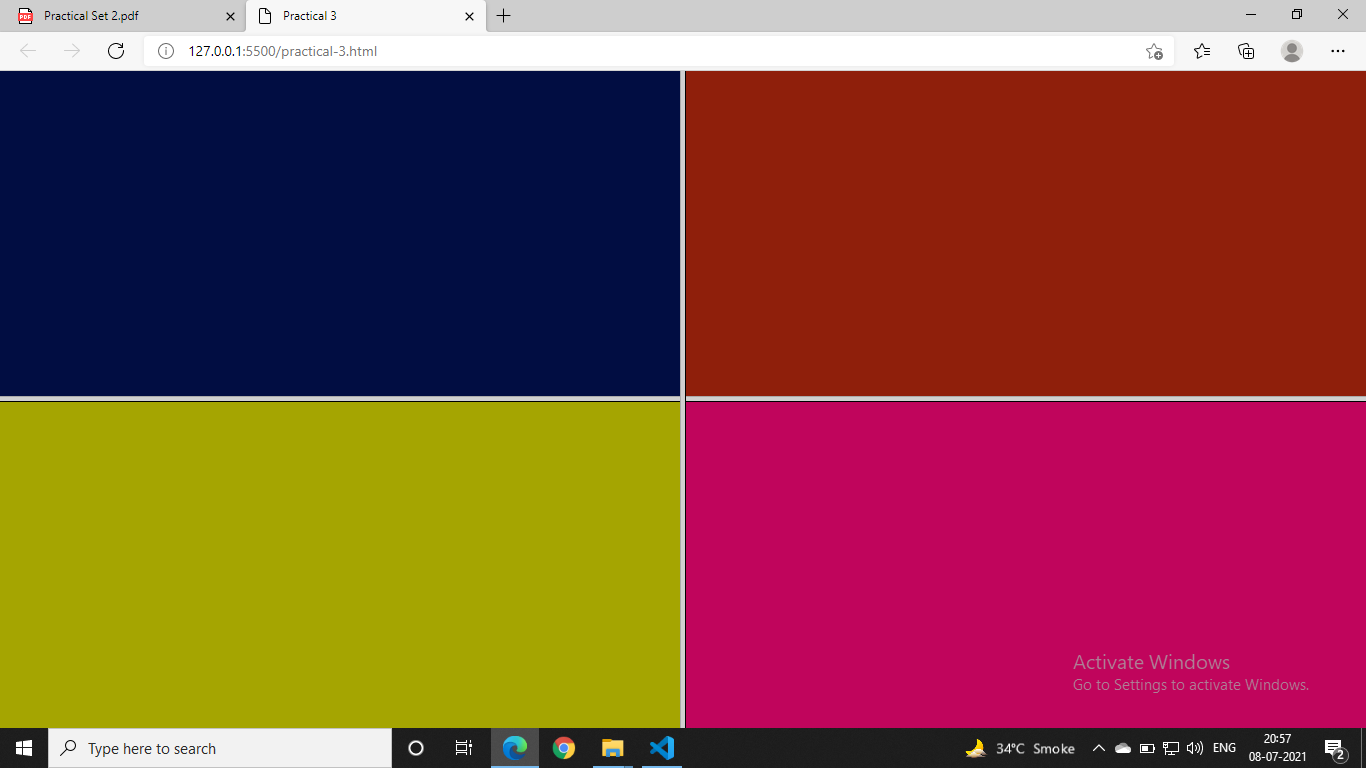 Practical Set 2.pdf
Practical 3
127.0.0.1:5500/practical-3.html
Activate Windows
Go to Settings to activate Windows.
Type here to search
34°C Smoke
ENG
20:57
08-07-2021
2